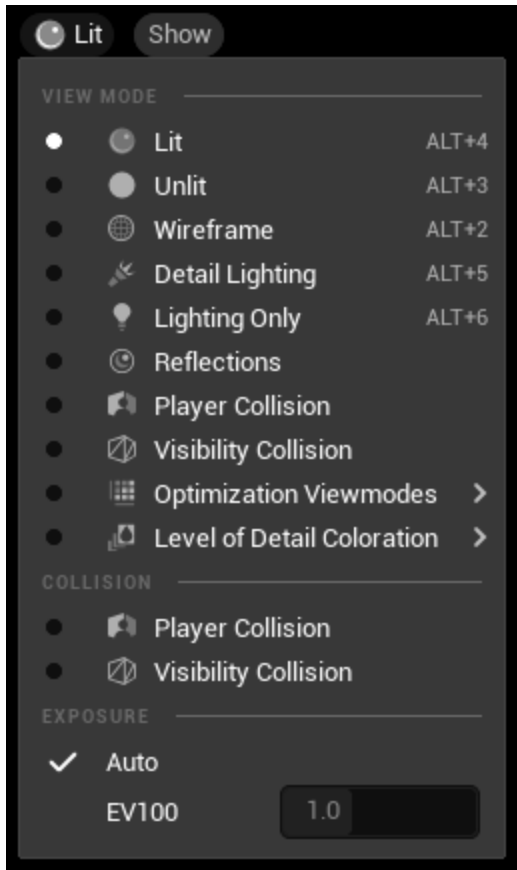 Lit Show
VIEW MODE
Lit ALT+4
Unlit ALT+3
Wireframe ALT+2
Detail Lighting ALT+5
Lighting Only ALT+6
Reflections
Player Collision
Visibility Collision
Optimization Viewmodes
Level of Detail Coloration
COLLISION
Player Collision
Visibility Collision
EXPOSURE
Auto
EV100 1.0